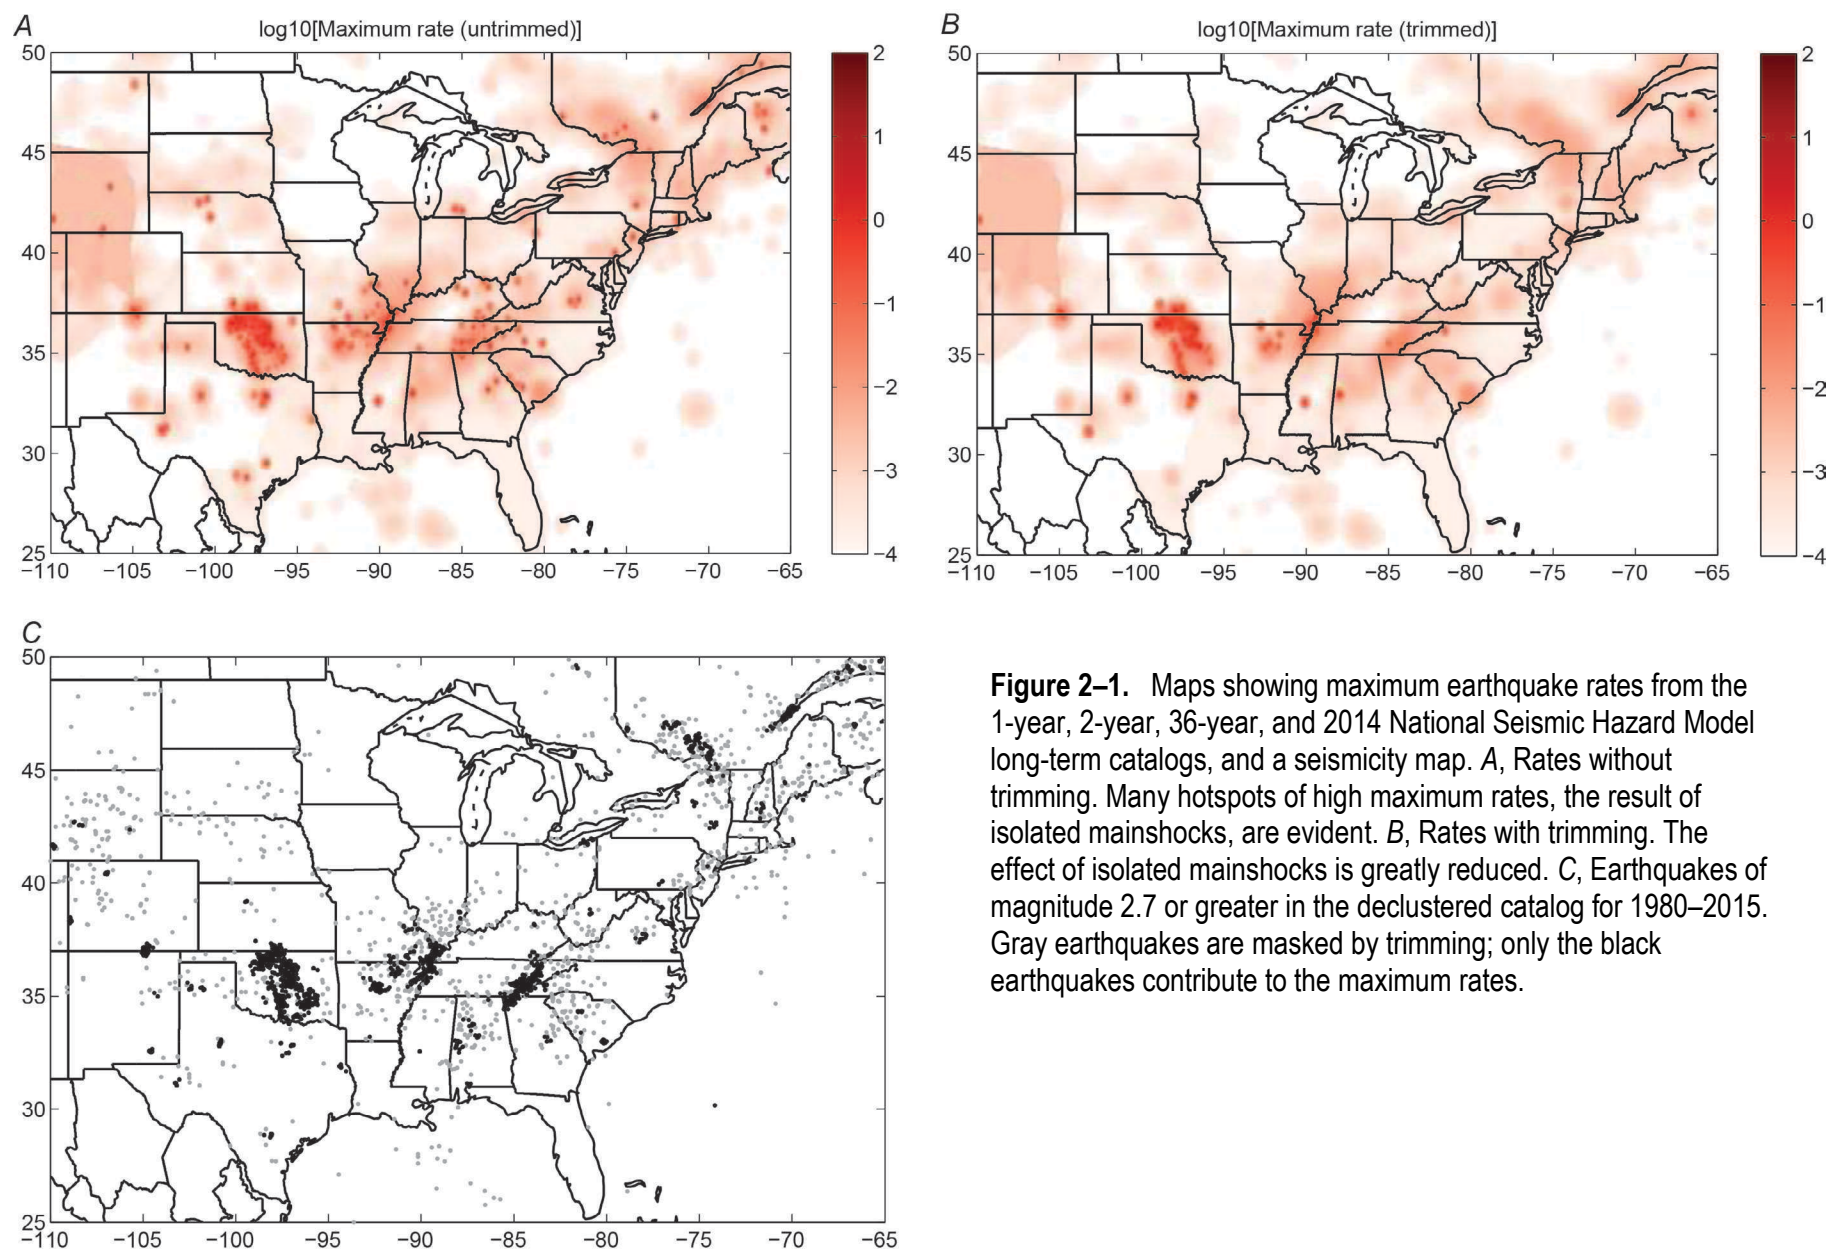 A
log10[Maximum rate (untrimmed)]
50
45
40
35
30
25
−110 −105 −100 −95 −90 −85 −80 −75 −70 −65
2
1
0
−1
−2
−3
−4
B
log10[Maximum rate (trimmed)]
50
45
40
35
30
25
−110 −105 −100 −95 −90 −85 −80 −75 −70 −65
2
1
0
−1
−2
−3
−4
C
50
45
40
35
30
25
−110 −105 −100 −95 −90 −85 −80 −75 −70 −65
Figure 2–1. Maps showing maximum earthquake rates from the
1-year, 2-year, 36-year, and 2014 National Seismic Hazard Model
long-term catalogs, and a seismicity map. A, Rates without
trimming. Many hotspots of high maximum rates, the result of
isolated mainshocks, are evident. B, Rates with trimming. The
effect of isolated mainshocks is greatly reduced. C, Earthquakes of
magnitude 2.7 or greater in the declustered catalog for 1980–2015.
Gray earthquakes are masked by trimming; only the black
earthquakes contribute to the maximum rates.